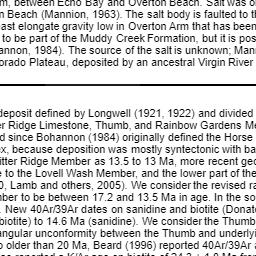 m, between Echo Bay and Overton Beach. Salt was
n Beach (Mannion, 1963). The salt body is faulted to th
ast elongate gravity low in Overton Arm that has been
to be part of the Muddy Creek Formation, but it is pos
annon, 1984). The source of the salt is unknown; Man
orado Plateau, deposited by an ancestral Virgin River
deposit defined by Longwell (1921, 1922) and divided
er Ridge Limestone, Thumb, and Rainbow Gardens Me
d since Bohannon (1984) originally defined the Horse
ex, because deposition was mostly syntectonic with ba
itter Ridge Member as 13.5 to 13 Ma, more recent geo
e to the Lovell Wash Member, and the lower part of the
0, Lamb and others, 2005). We consider the revised ra
mber to be between 17.2 and 13.5 Ma in age. In the so
. New 40Ar/39Ar dates on sanidine and biotite (Donat
biotite) to 14.6 Ma (sanidine). We consider the Thumb
angular unconformity between the Thumb and underlyi
o older than 20 Ma, Beard (1996) reported 40Ar/39Ar